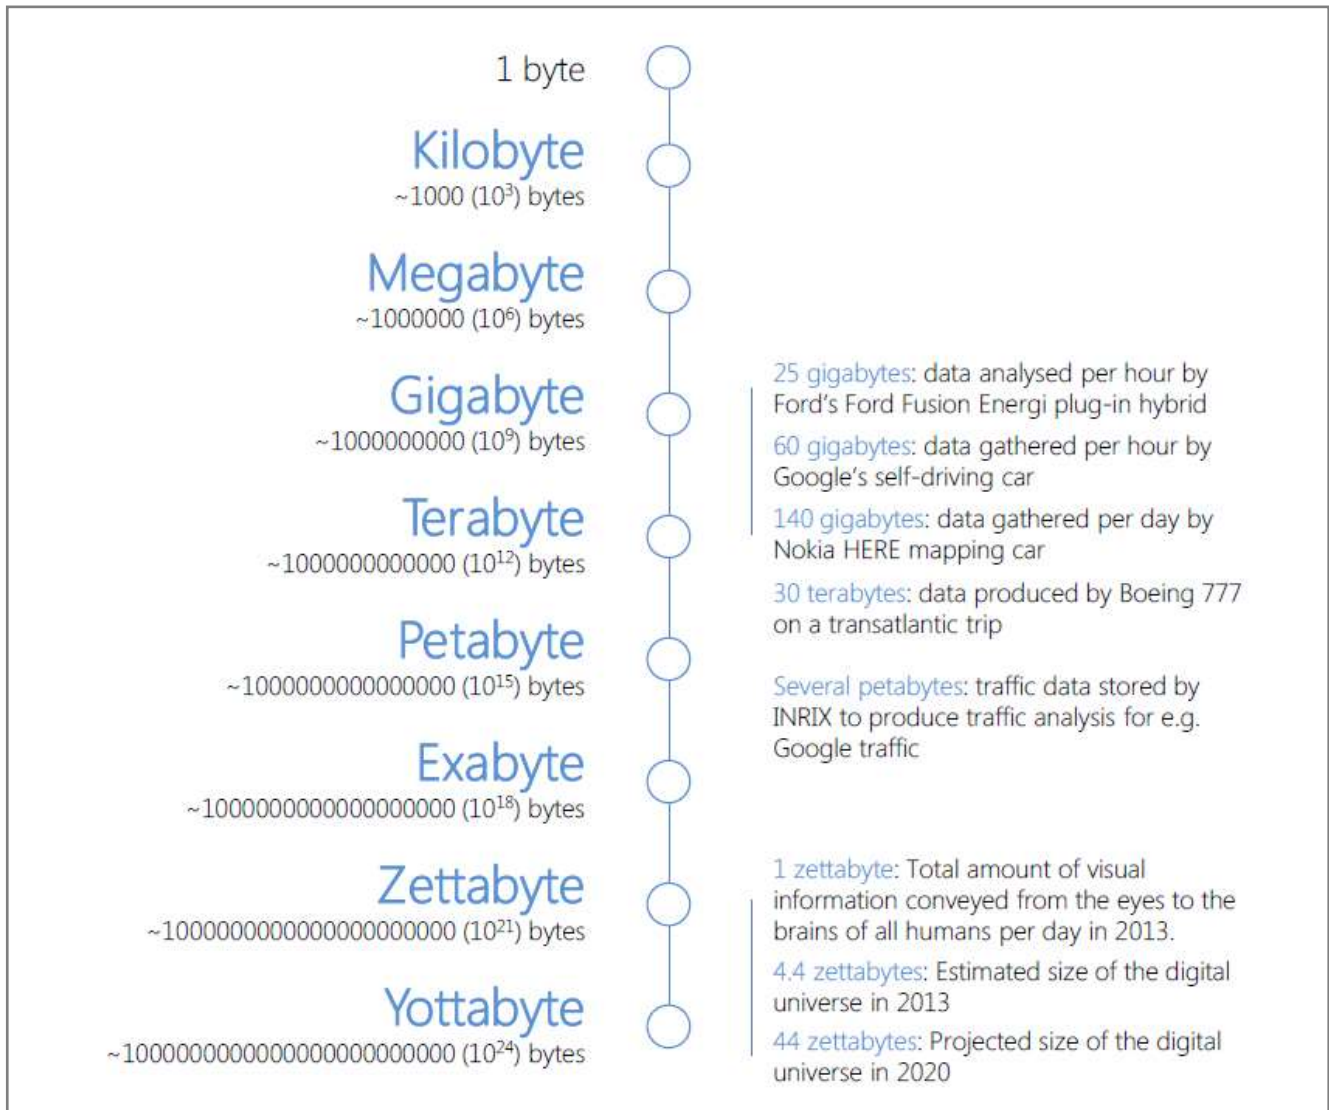 1 byte
Kilobyte
~1000 (10³) bytes
Megabyte
~1000000 (10⁶) bytes
Gigabyte
~1000000000 (10⁹) bytes
Terabyte
~1000000000000 (10¹²) bytes
Petabyte
~1000000000000000 (10¹⁵) bytes
Exabyte
~1000000000000000000 (10¹⁸) bytes
Zettabyte
~1000000000000000000000 (10²¹) bytes
Yottabyte
~1000000000000000000000000 (10²⁴) bytes
25 gigabytes: data analysed per hour by
Ford's Ford Fusion Energi plug-in hybrid
60 gigabytes: data gathered per hour by
Google's self-driving car
140 gigabytes: data gathered per day by
Nokia HERE mapping car
30 terabytes: data produced by Boeing 777
on a transatlantic trip
Several petabytes: traffic data stored by
INRIX to produce traffic analysis for e.g.
Google traffic
1 zettabyte: Total amount of visual
information conveyed from the eyes to the
brains of all humans per day in 2013.
4.4 zettabytes: Estimated size of the digital
universe in 2013
44 zettabytes: Projected size of the digital
universe in 2020